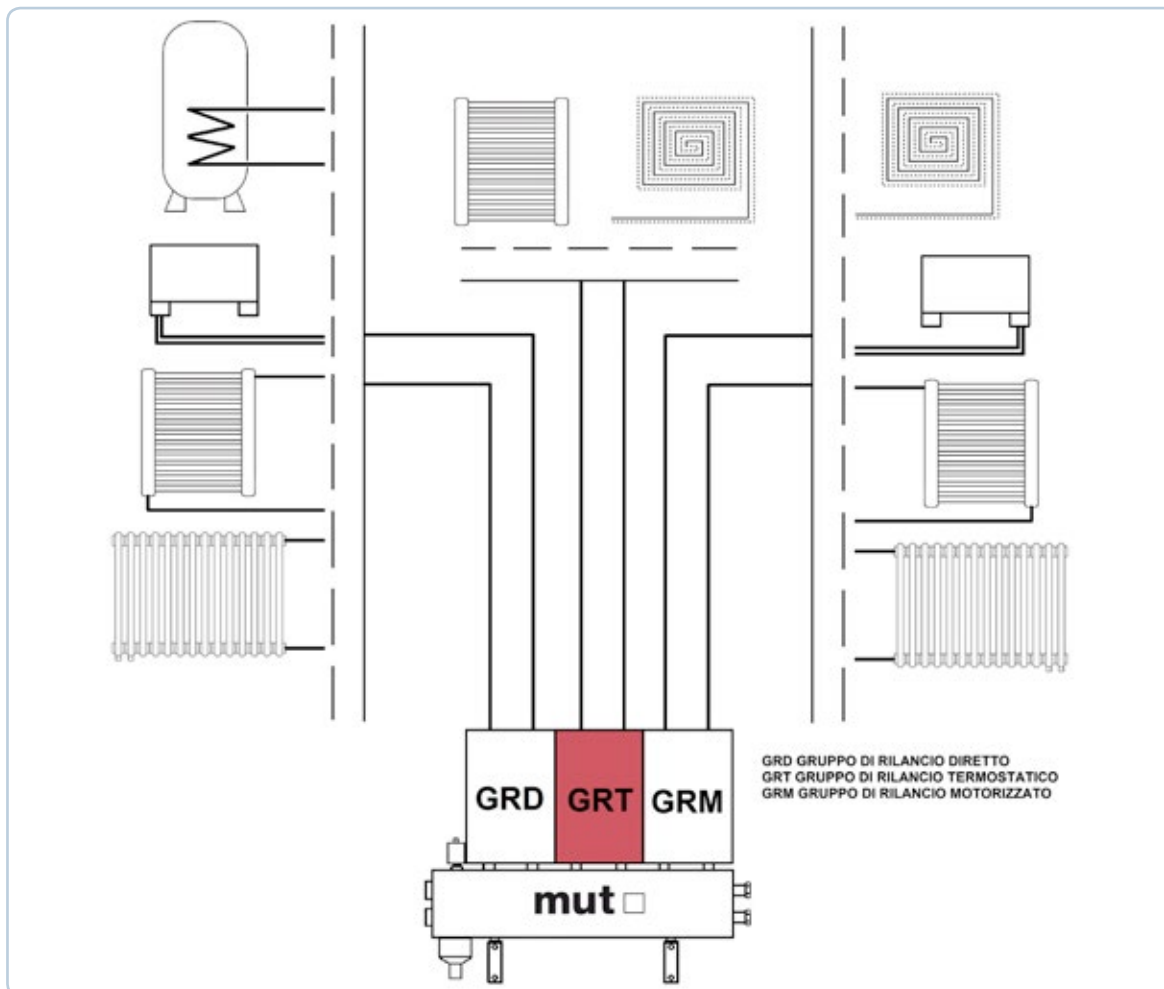 GRD GRT GRM
GRD GRUPPO DI RILANCIO DIRETTO
GRT GRUPPO DI RILANCIO TERMOSTATICO
GRM GRUPPO DI RILANCIO MOTORIZZATO
mut